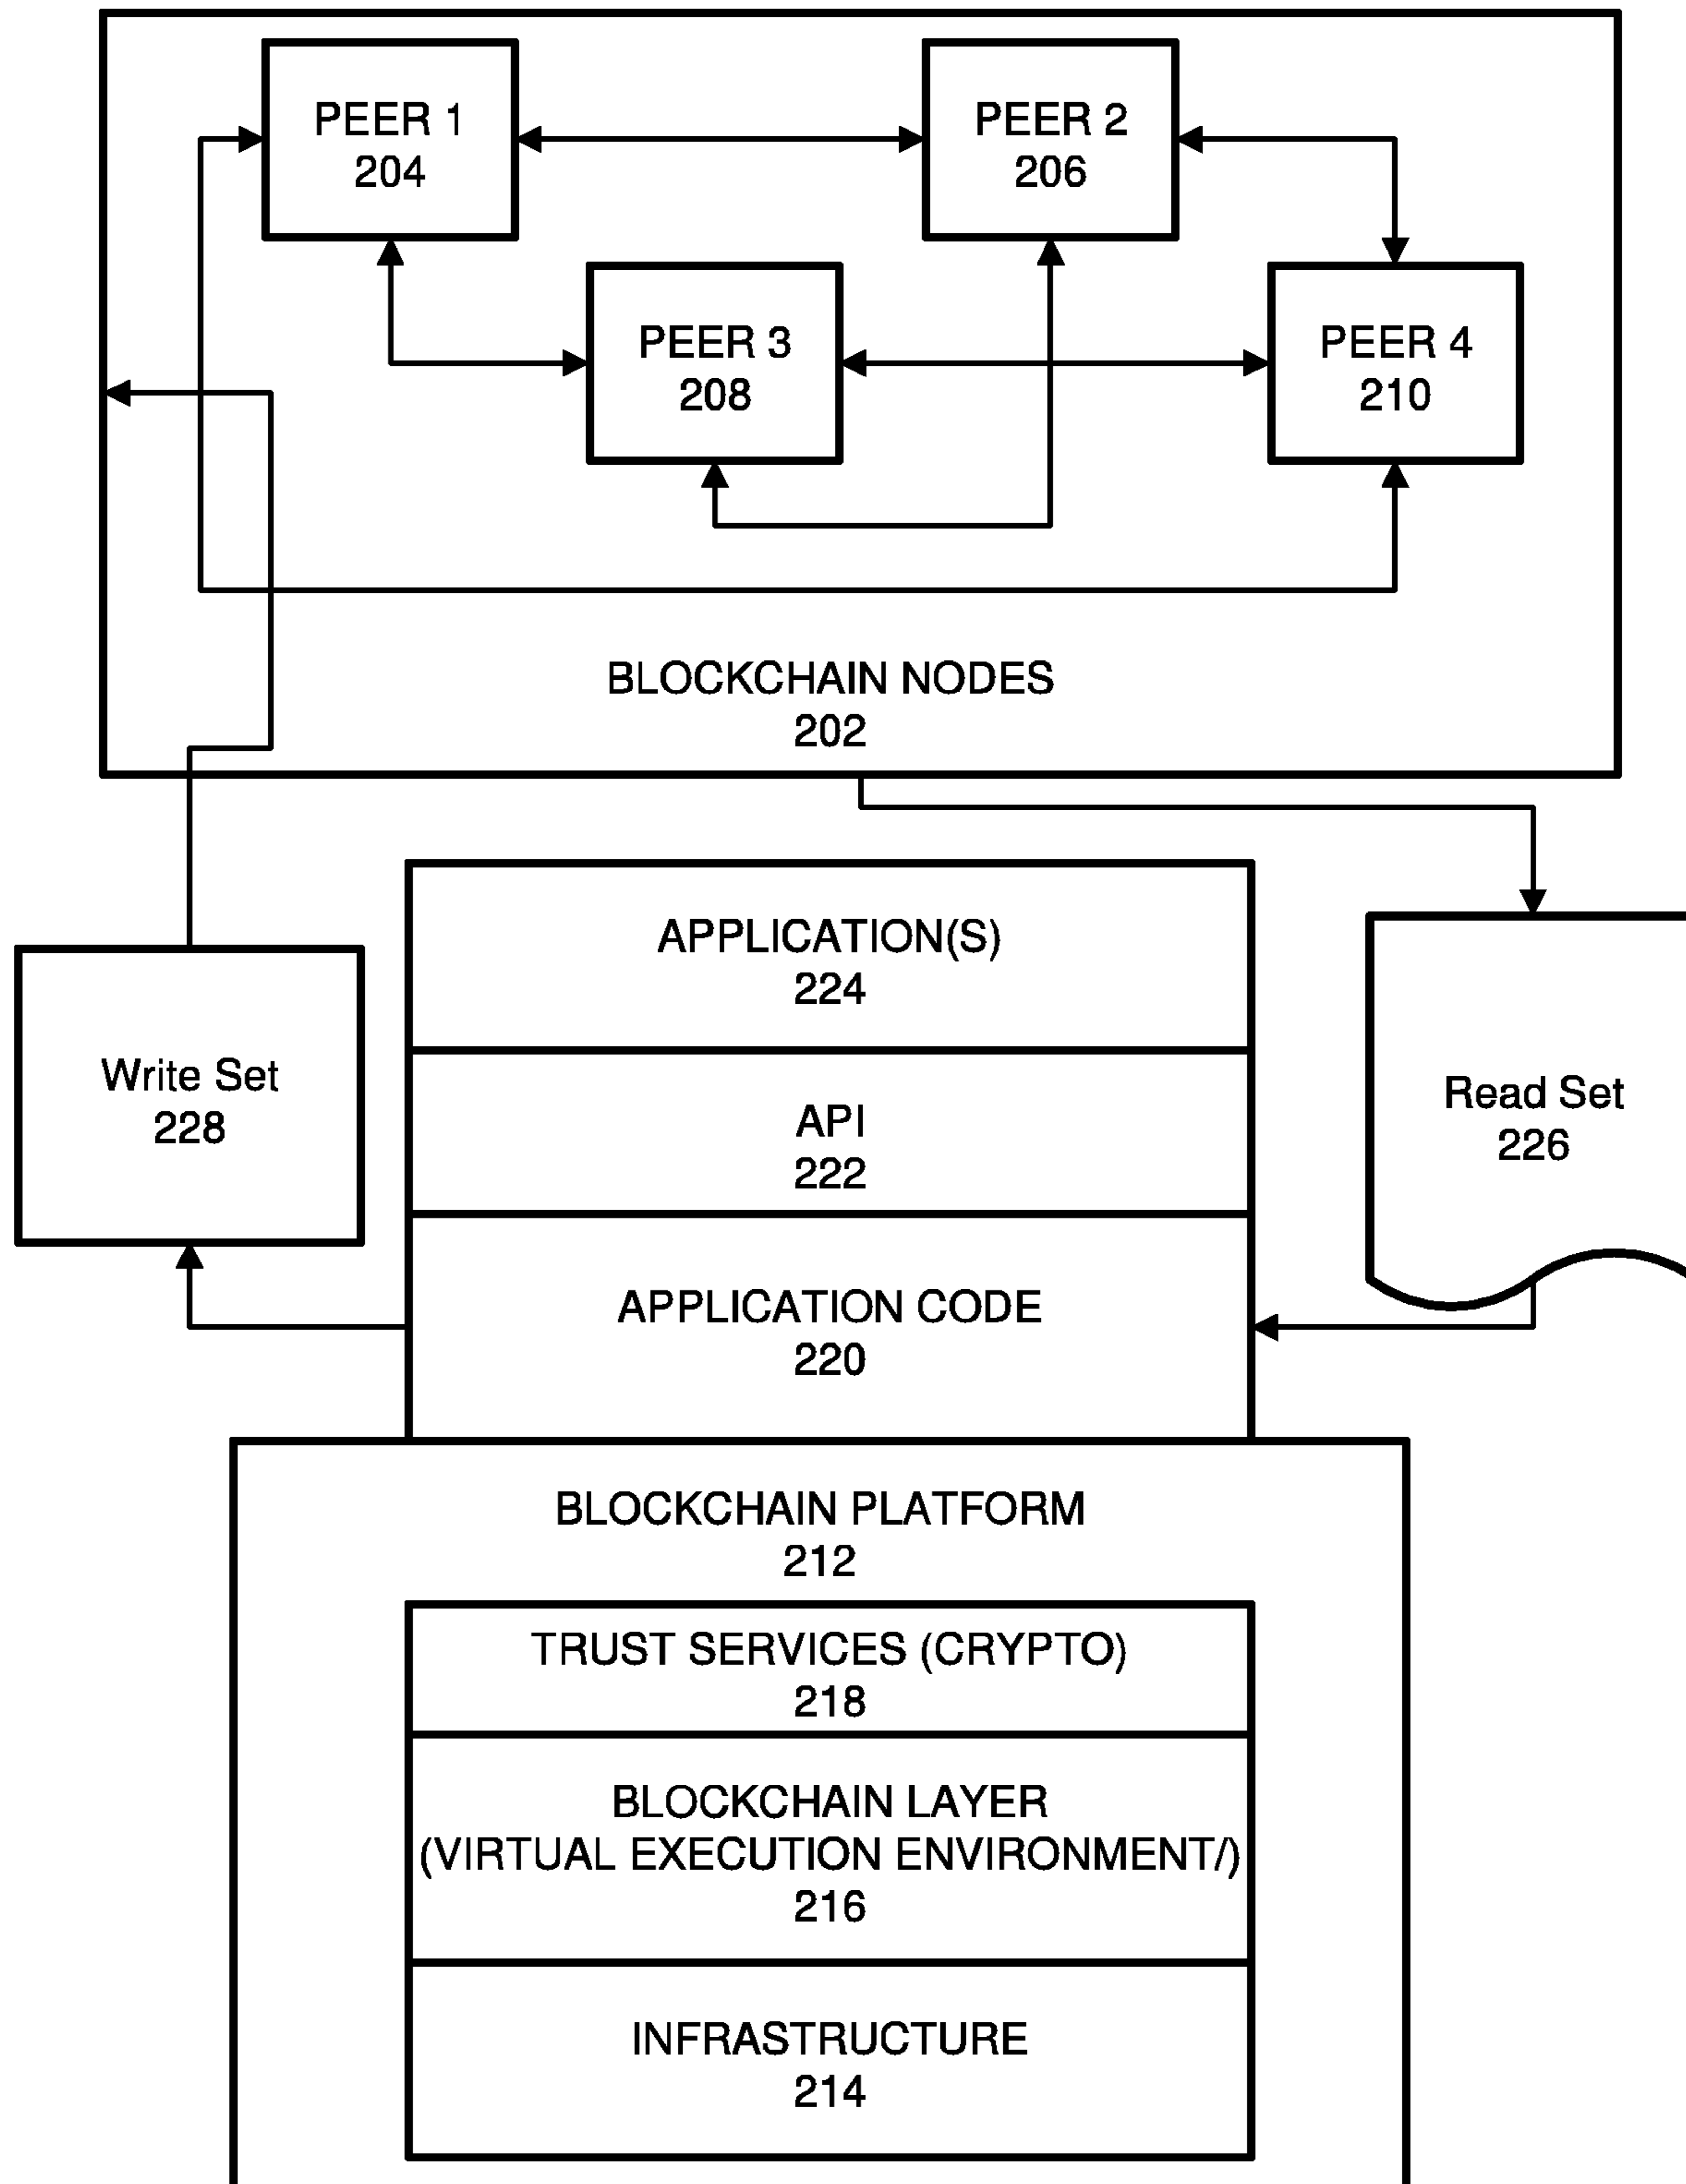 PEER 1
204
PEER 2
206
PEER 3
208
PEER 4
210
BLOCKCHAIN NODES
202
APPLICATION(S)
224
Write Set
228
API
222
Read Set
226
APPLICATION CODE
220
BLOCKCHAIN PLATFORM
212
TRUST SERVICES (CRYPTO)
218
BLOCKCHAIN LAYER
(VIRTUAL EXECUTION ENVIRONMENT/)
216
INFRASTRUCTURE
214